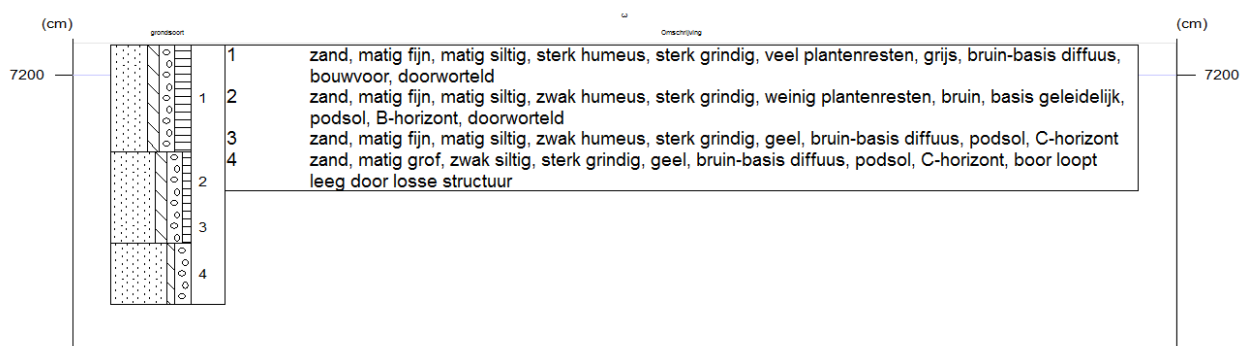 (cm)
3
(cm)
grondsoort
Omschrijving
7200
7200
1 zand, matig fijn, matig siltig, sterk humeus, sterk grindig, veel plantenresten, grijs, bruin-basis diffuus,
bouwvoor, doorworteld
2 zand, matig fijn, matig siltig, zwak humeus, sterk grindig, weinig plantenresten, bruin, basis geleidelijk,
podsol, B-horizont, doorworteld
3 zand, matig fijn, matig siltig, zwak humeus, sterk grindig, geel, bruin-basis diffuus, podsol, C-horizont
4 zand, matig grof, zwak siltig, sterk grindig, geel, bruin-basis diffuus, podsol, C-horizont, boor loopt
leeg door losse structuur
1
2
3
4